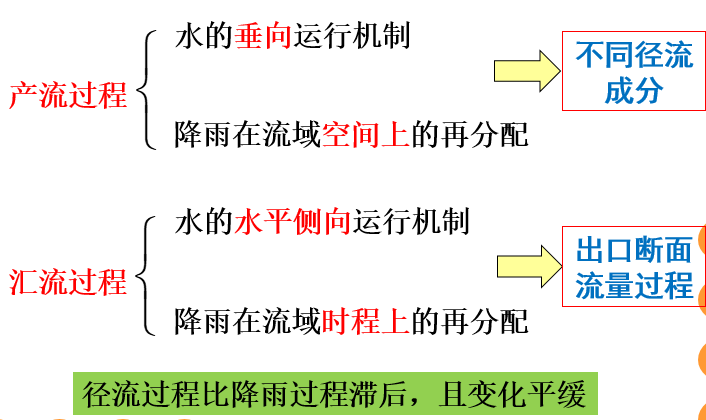 水的垂向运行机制
产流过程
不同径流
成分
降雨在流域空间上的再分配
水的水平侧向运行机制
汇流过程
出口断面
流量过程
降雨在流域时程上的再分配
径流过程比降雨过程滞后，且变化平缓